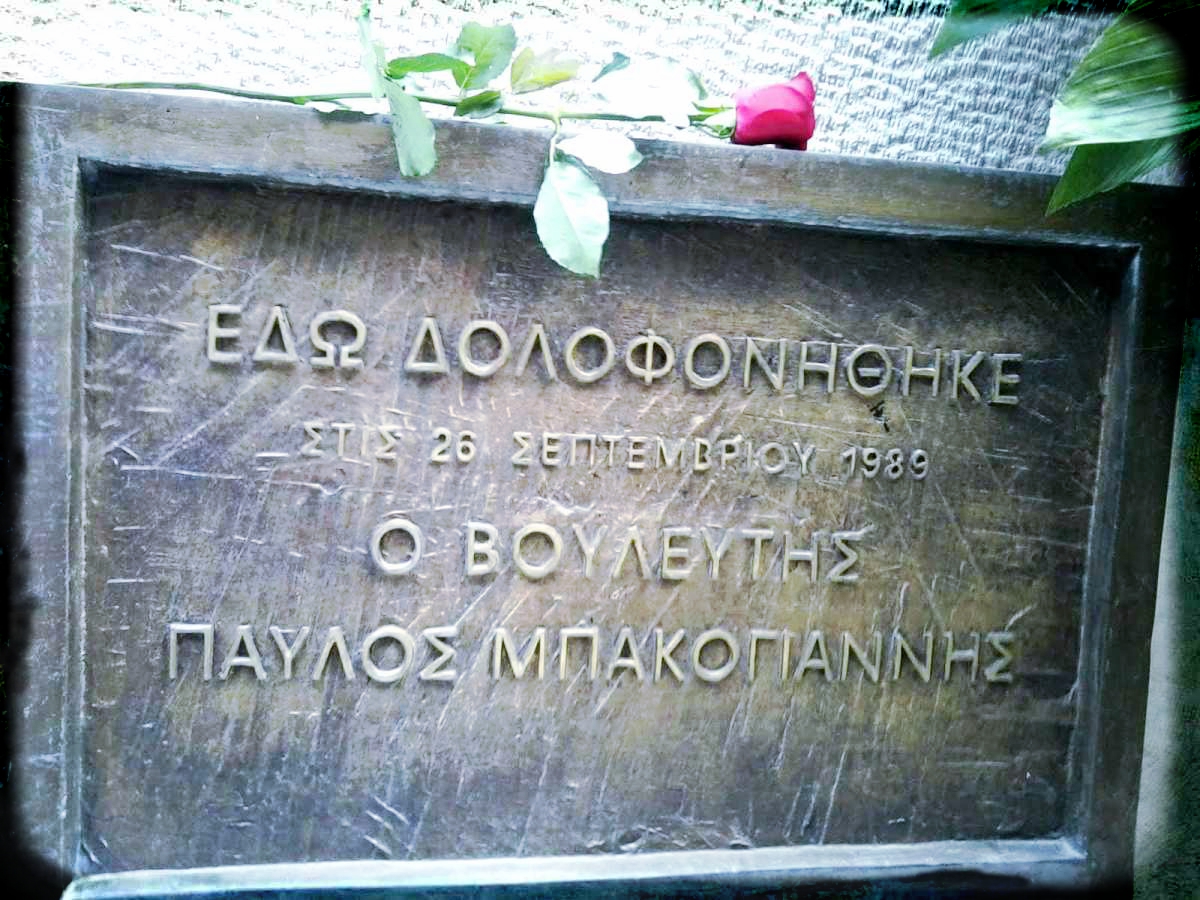 ΕΔΩ ΔΟΛΟΦΟΝΗΘΗΚΕ
ΣΤΙΣ 26 ΣΕΠΤΕΜΒΡΙΟΥ 1989
Ο ΒΟΥΛΕΥΤΗΣ
ΠΑΥΛΟΣ ΜΠΑΚΟΓΙΑΝΝΗΣ